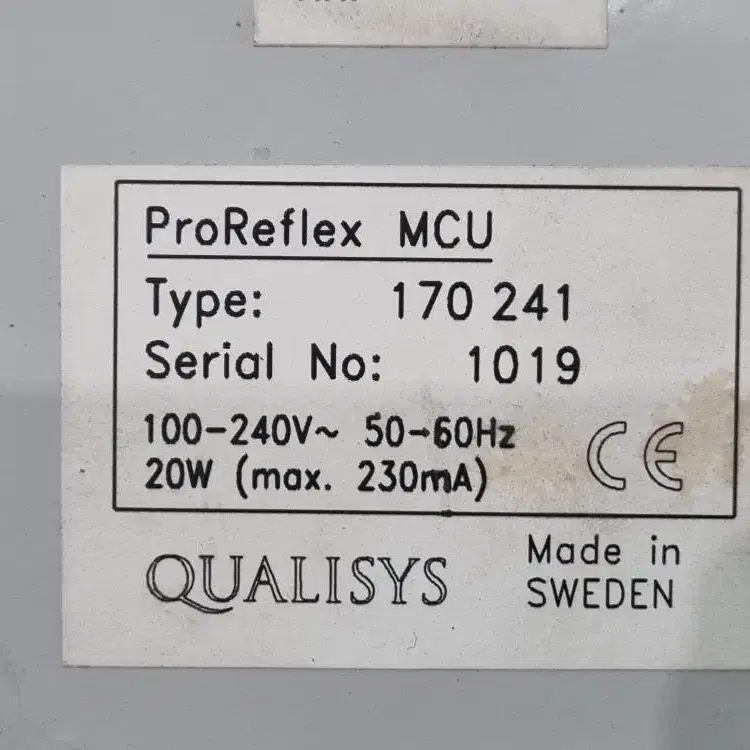 ProReflex MCU
Type: 170 241
Serial No: 1019
100-240V~ 50-60Hz
20W (max. 230mA)
CE
QUALISYS
Made in
SWEDEN